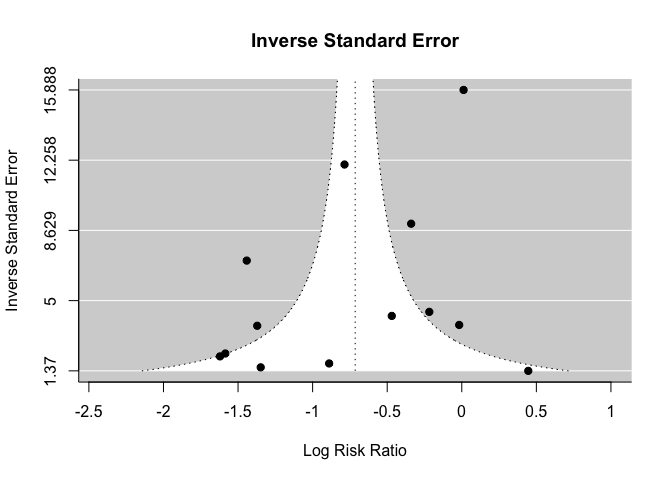 Inverse Standard Error
Inverse Standard Error
15.888
12.258
8.629
5
1.37
-2.5 -2 -1.5 -1 -0.5 0 0.5 1
Log Risk Ratio